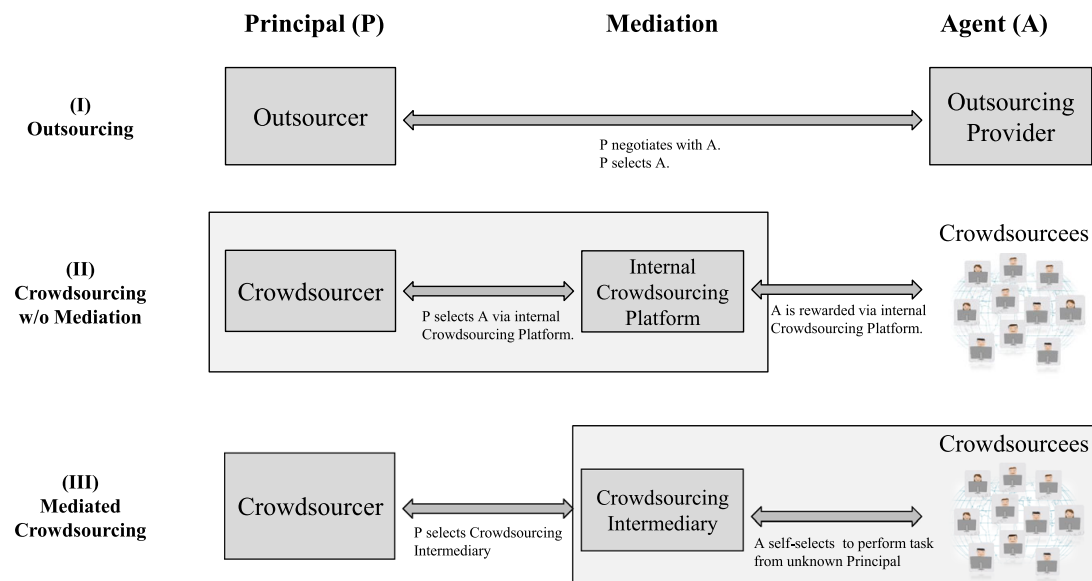 Principal (P)
Mediation
Agent (A)
(I)
Outsourcing
Outsourcer
P negotiates with A.
P selects A.
Outsourcing
Provider
(II)
Crowdsourcing
w/o Mediation
Crowdsourcer
P selects A via internal
Crowdsourcing Platform.
Internal
Crowdsourcing
Platform
A is rewarded via internal
Crowdsourcing Platform.
Crowdsourcees
(III)
Mediated
Crowdsourcing
Crowdsourcer
P selects Crowdsourcing
Intermediary
Crowdsourcing
Intermediary
A self-selects to perform task
from unknown Principal
Crowdsourcees